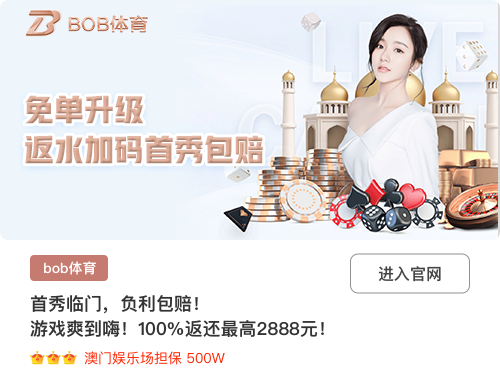 BOB体育
免单升级
返水加码首秀包赔
bob体育
进入官网
首秀临门，负利包赔！
游戏爽到嗨！100%返还最高2888元！
澳门娱乐场担保 500W